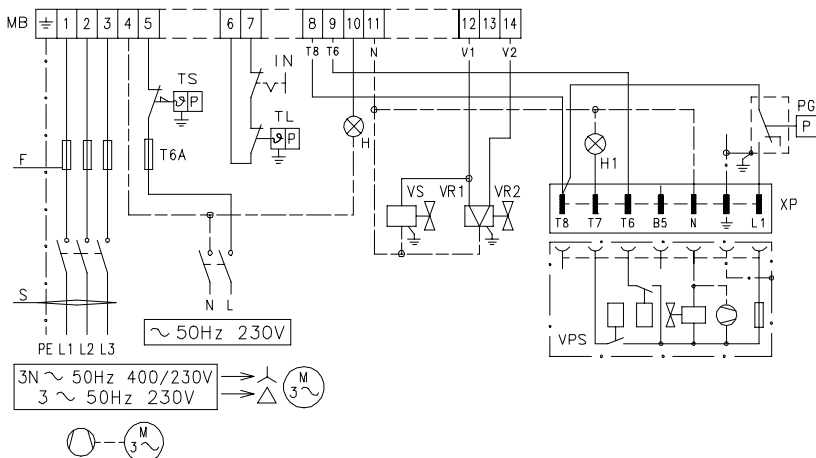 MB 1 2 3 4 5 6 7 8 9 10 11 12 13 14
T8 T6 N V1 V2
TS
P
IN
TL
P
T6A
F
H
H1
PG
P
VS VR1 VR2
XP
T8 T7 T6 B5 N L1
S
N L
VPS
PE L1 L2 L3
~ 50Hz 230V
3N ~ 50Hz 400/230V
3 ~ 50Hz 230V
M
3~
M
3~